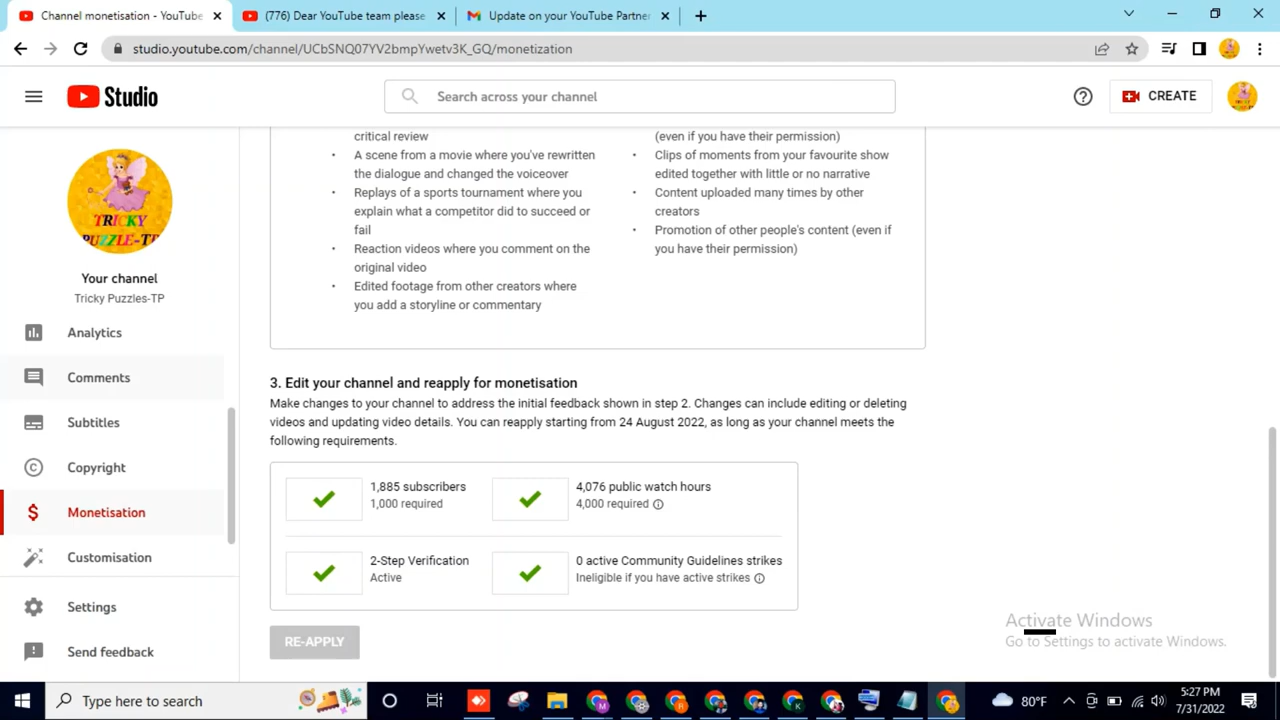 Channel monetisation - YouTube
(776) Dear YouTube team please
Update on your YouTube Partner
studio.youtube.com/channel/UCbSNQ07YV2bmpYwetv3K_GQ/monetization
Studio
Search across your channel
CREATE
TRICKY
PUZZLE-TP
Your channel
Tricky Puzzles-TP
Analytics
Comments
Subtitles
Copyright
Monetisation
Customisation
Settings
Send feedback
critical review
• A scene from a movie where you've rewritten
the dialogue and changed the voiceover
• Replays of a sports tournament where you
explain what a competitor did to succeed or
fail
• Reaction videos where you comment on the
original video
• Edited footage from other creators where
you add a storyline or commentary
(even if you have their permission)
• Clips of moments from your favourite show
edited together with little or no narrative
• Content uploaded many times by other
creators
• Promotion of other people's content (even if
you have their permission)
3. Edit your channel and reapply for monetisation
Make changes to your channel to address the initial feedback shown in step 2. Changes can include editing or deleting
videos and updating video details. You can reapply starting from 24 August 2022, as long as your channel meets the
following requirements.
1,885 subscribers
1,000 required
4,076 public watch hours
4,000 required
2-Step Verification
Active
0 active Community Guidelines strikes
Ineligible if you have active strikes
RE-APPLY
Activate Windows
Go to Settings to activate Windows.
Type here to search
80°F
5:27 PM
7/31/2022